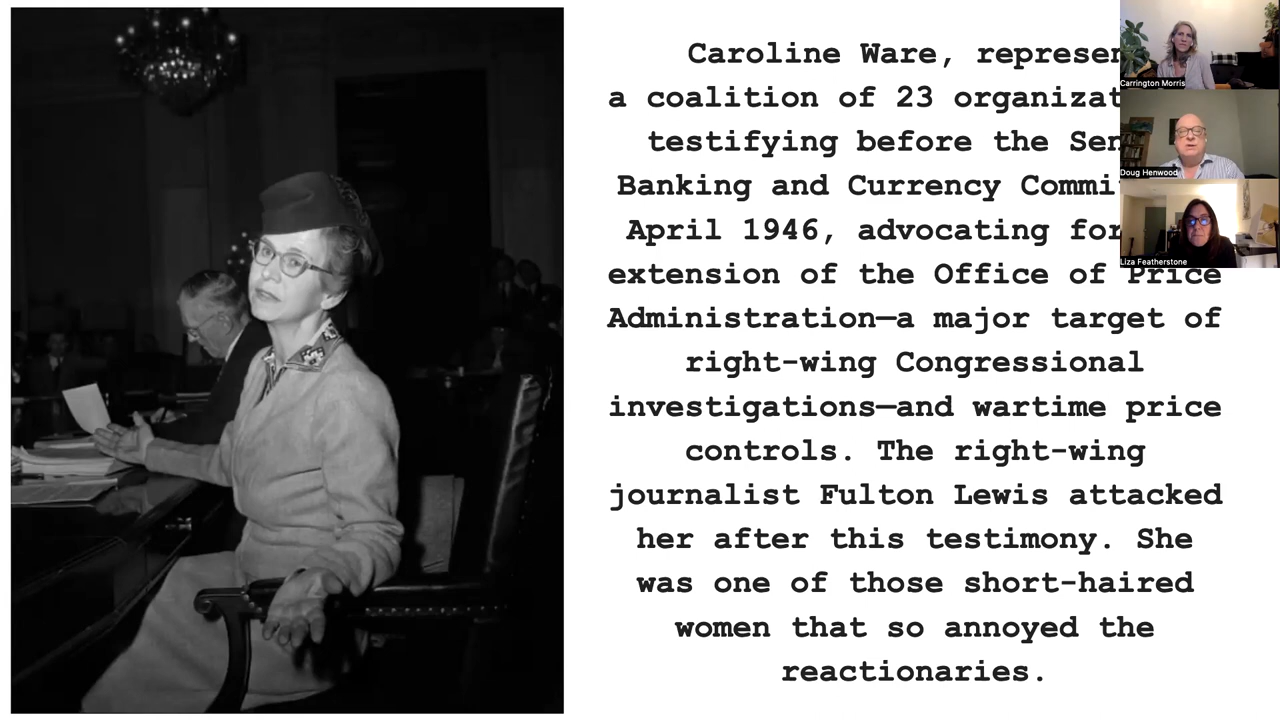 Caroline Ware, represen
a coalition of 23 organizat
testifying before the Sen
Banking and Currency Commi
April 1946, advocating for
extension of the Office of Price
Administration—a major target of
right-wing Congressional
investigations—and wartime price
controls. The right-wing
journalist Fulton Lewis attacked
her after this testimony. She
was one of those short-haired
women that so annoyed the
reactionaries.
Carrington Morris
Doug Henwood
Liza Featherstone